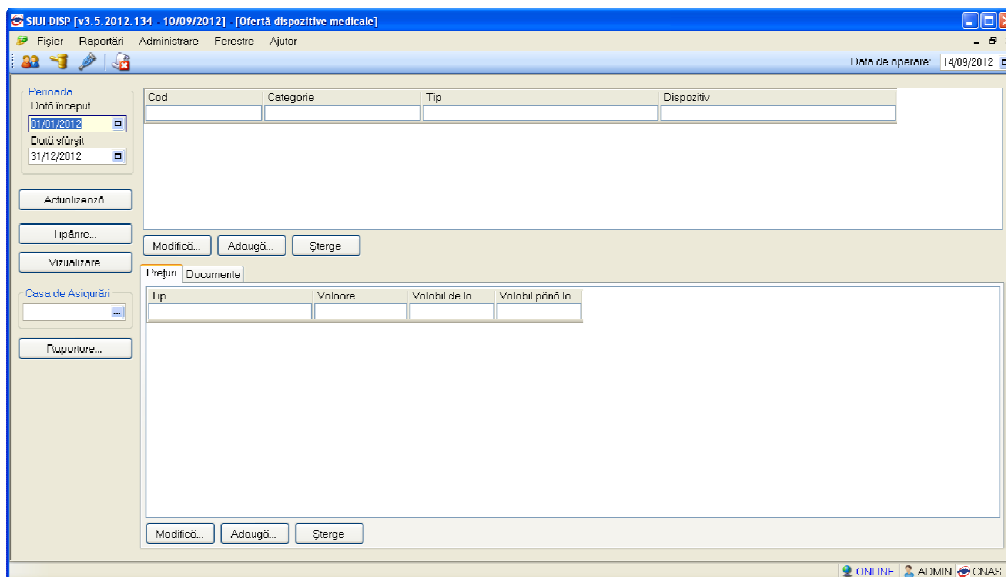 SIUI DISP [v3.5.2012.134 - 10/09/2012] - [Ofertă dispozitive medicale]
Fişier Raportări Administrare Ferestre Ajutor
Data de operare: 14/09/2012
Perioada
Dată început
01/01/2012
Dată sfârşit
31/12/2012
Actualizează
Tipărire...
Vizualizare
Casa de Asigurări
...
Raportare...
Cod Categorie Tip Dispozitiv
Modifică... Adaugă... Şterge
Preţuri Documente
Tip Valoare Valabil de la Valabil până la
Modifică... Adaugă... Şterge
ONLINE ADMIN CNAS